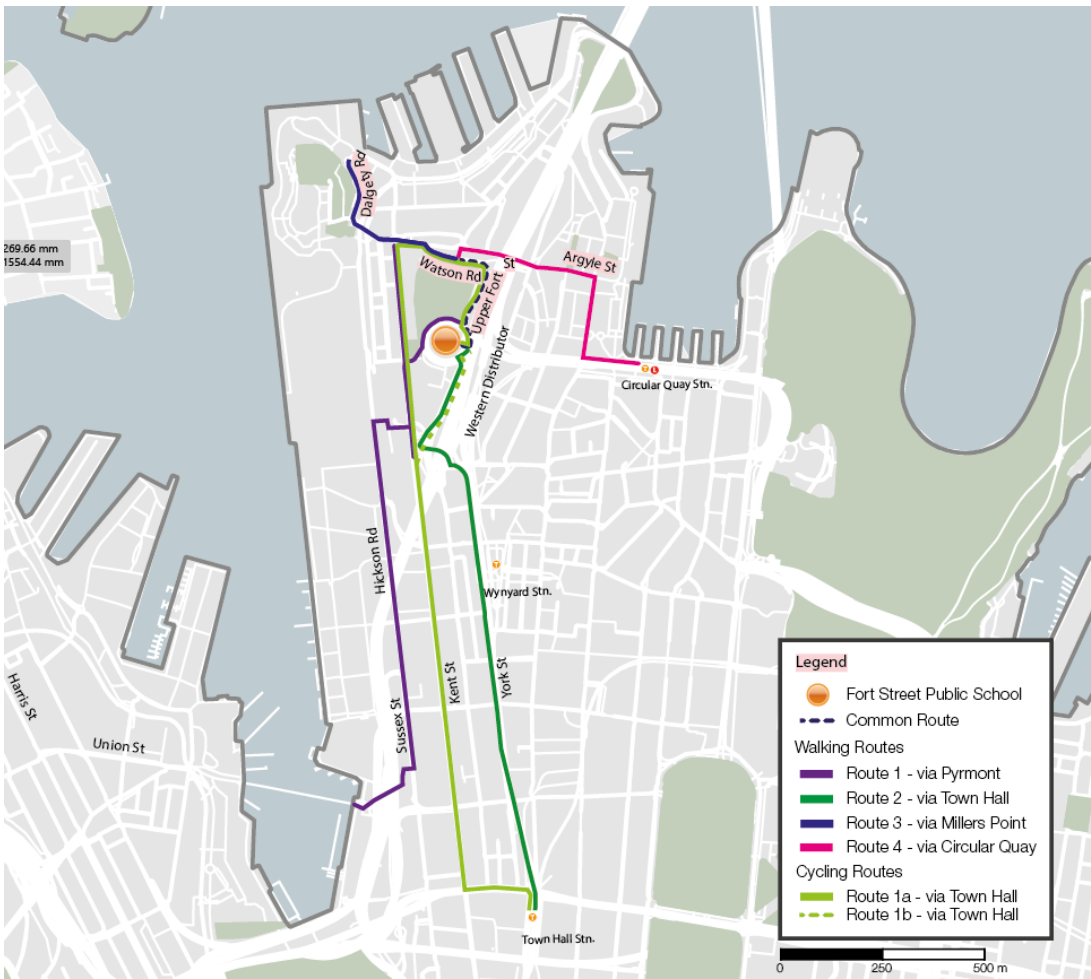 269.66 mm
1554.44 mm
Dalgety Rd
Watson Rd
Upper Fort St
Argyle St
Western Distributor
Circular Quay Stn.
T
L
Hickson Rd
T
Wynyard Stn.
Kent St
York St
Sussex St
Harris St
Union St
T
Town Hall Stn.
Legend
Fort Street Public School
Common Route
Walking Routes
Route 1 - via Pyrmont
Route 2 - via Town Hall
Route 3 - via Millers Point
Route 4 - via Circular Quay
Cycling Routes
Route 1a - via Town Hall
Route 1b - via Town Hall
0
250
500 m